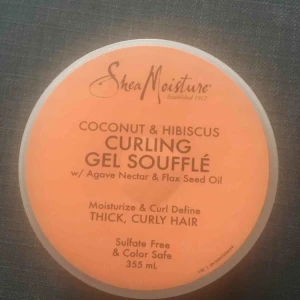 SheaMoisture
Established 1912
COCONUT & HIBISCUS
CURLING
GEL SOUFFLÉ
w/ Agave Nectar & Flax Seed Oil
Moisturize & Curl Define
THICK, CURLY HAIR
Sulfate Free
& Color Safe
355 mL